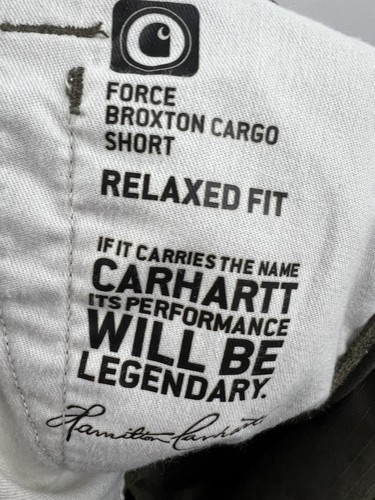 FORCE
BROXTON CARGO
SHORT
RELAXED FIT
IF IT CARRIES THE NAME
CARHARTT
ITS PERFORMANCE
WILL BE
LEGENDARY.
Hamilton Carhartt